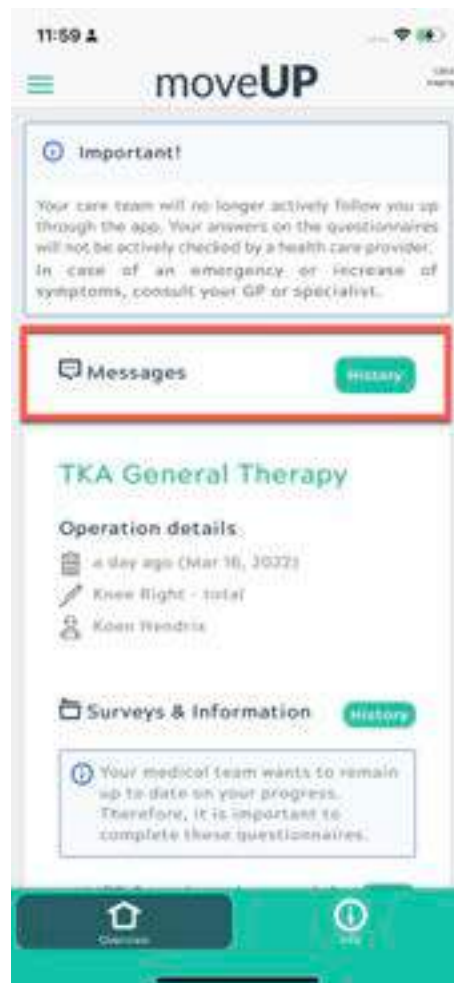 11:59
moveUP
Important!
Your care team will no longer actively follow you up
through the app. Your answers on the questionnaires
will not be actively checked by a health care provider.
In case of an emergency or increase of
symptoms, consult your GP or specialist.
Messages
History
TKA General Therapy
Operation details
a day ago (Mar 16, 2022)
Knee Right - total
Koen Hendrix
Surveys & Information
History
Your medical team wants to remain
up to date on your progress.
Therefore, it is important to
complete these questionnaires.
Overview
Info